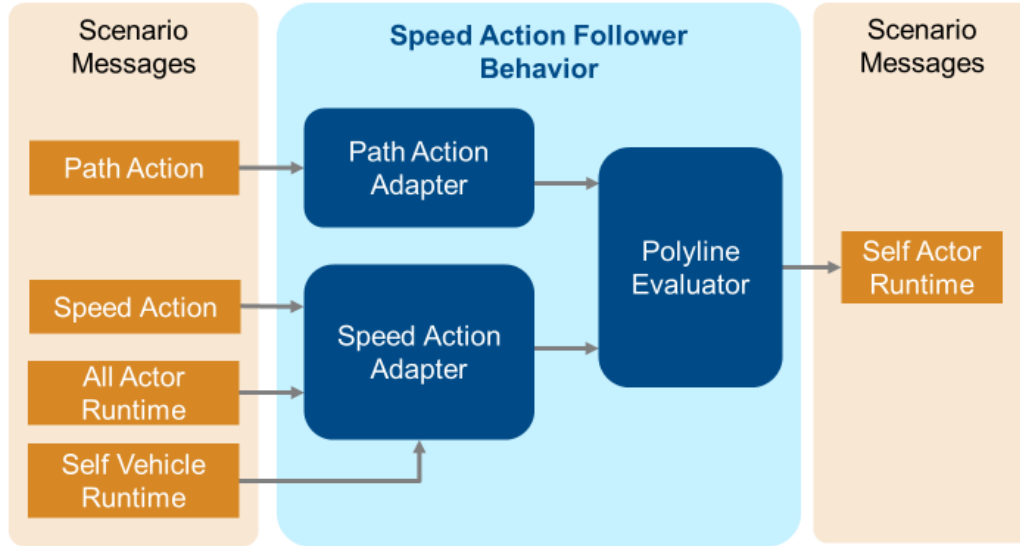 Scenario
Messages
Path Action
Speed Action
All Actor
Runtime
Self Vehicle
Runtime
Speed Action Follower
Behavior
Path Action
Adapter
Speed Action
Adapter
Polyline
Evaluator
Scenario
Messages
Self Actor
Runtime